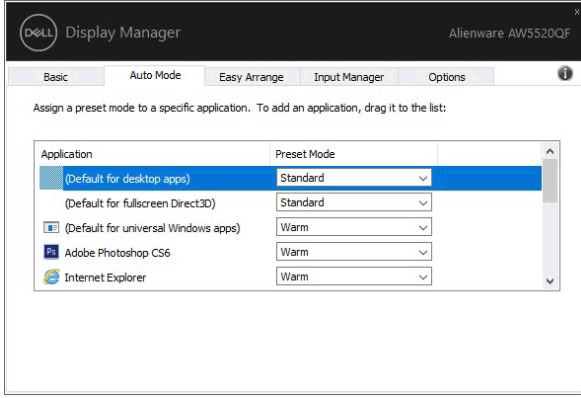 DELL Display Manager Alienware AW5520QF
x
Basic Auto Mode Easy Arrange Input Manager Options i
Assign a preset mode to a specific application. To add an application, drag it to the list:
Application Preset Mode
(Default for desktop apps) Standard
(Default for fullscreen Direct3D) Standard
(Default for universal Windows apps) Warm
Ps Adobe Photoshop CS6 Warm
Internet Explorer Warm